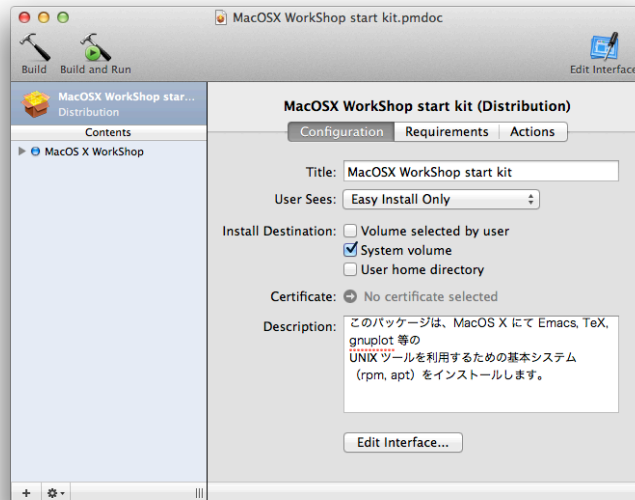 MacOSX WorkShop start kit.pmdoc
Build
Build and Run
Edit Interface
MacOSX WorkShop star...
Distribution
Contents
MacOS X WorkShop
MacOSX WorkShop start kit (Distribution)
Configuration
Requirements
Actions
Title: MacOSX WorkShop start kit
User Sees: Easy Install Only
Install Destination: Volume selected by user
System volume
User home directory
Certificate: No certificate selected
Description: このパッケージは、MacOS X にて Emacs, TeX,
gnuplot 等の
UNIX ツールを利用するための基本システム
（rpm, apt）をインストールします。
Edit Interface...